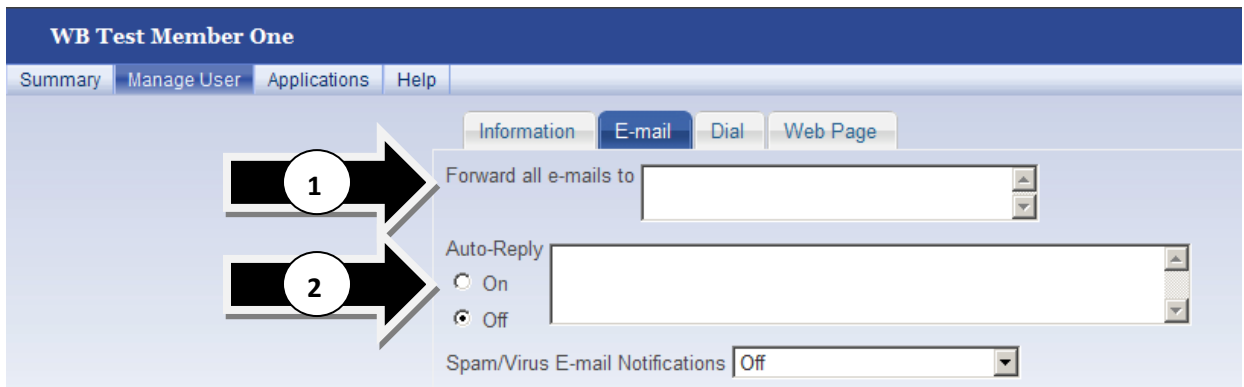 WB Test Member One
Summary Manage User Applications Help
Information E-mail Dial Web Page
1 Forward all e-mails to
Auto-Reply
2 On
Off
Spam/Virus E-mail Notifications Off